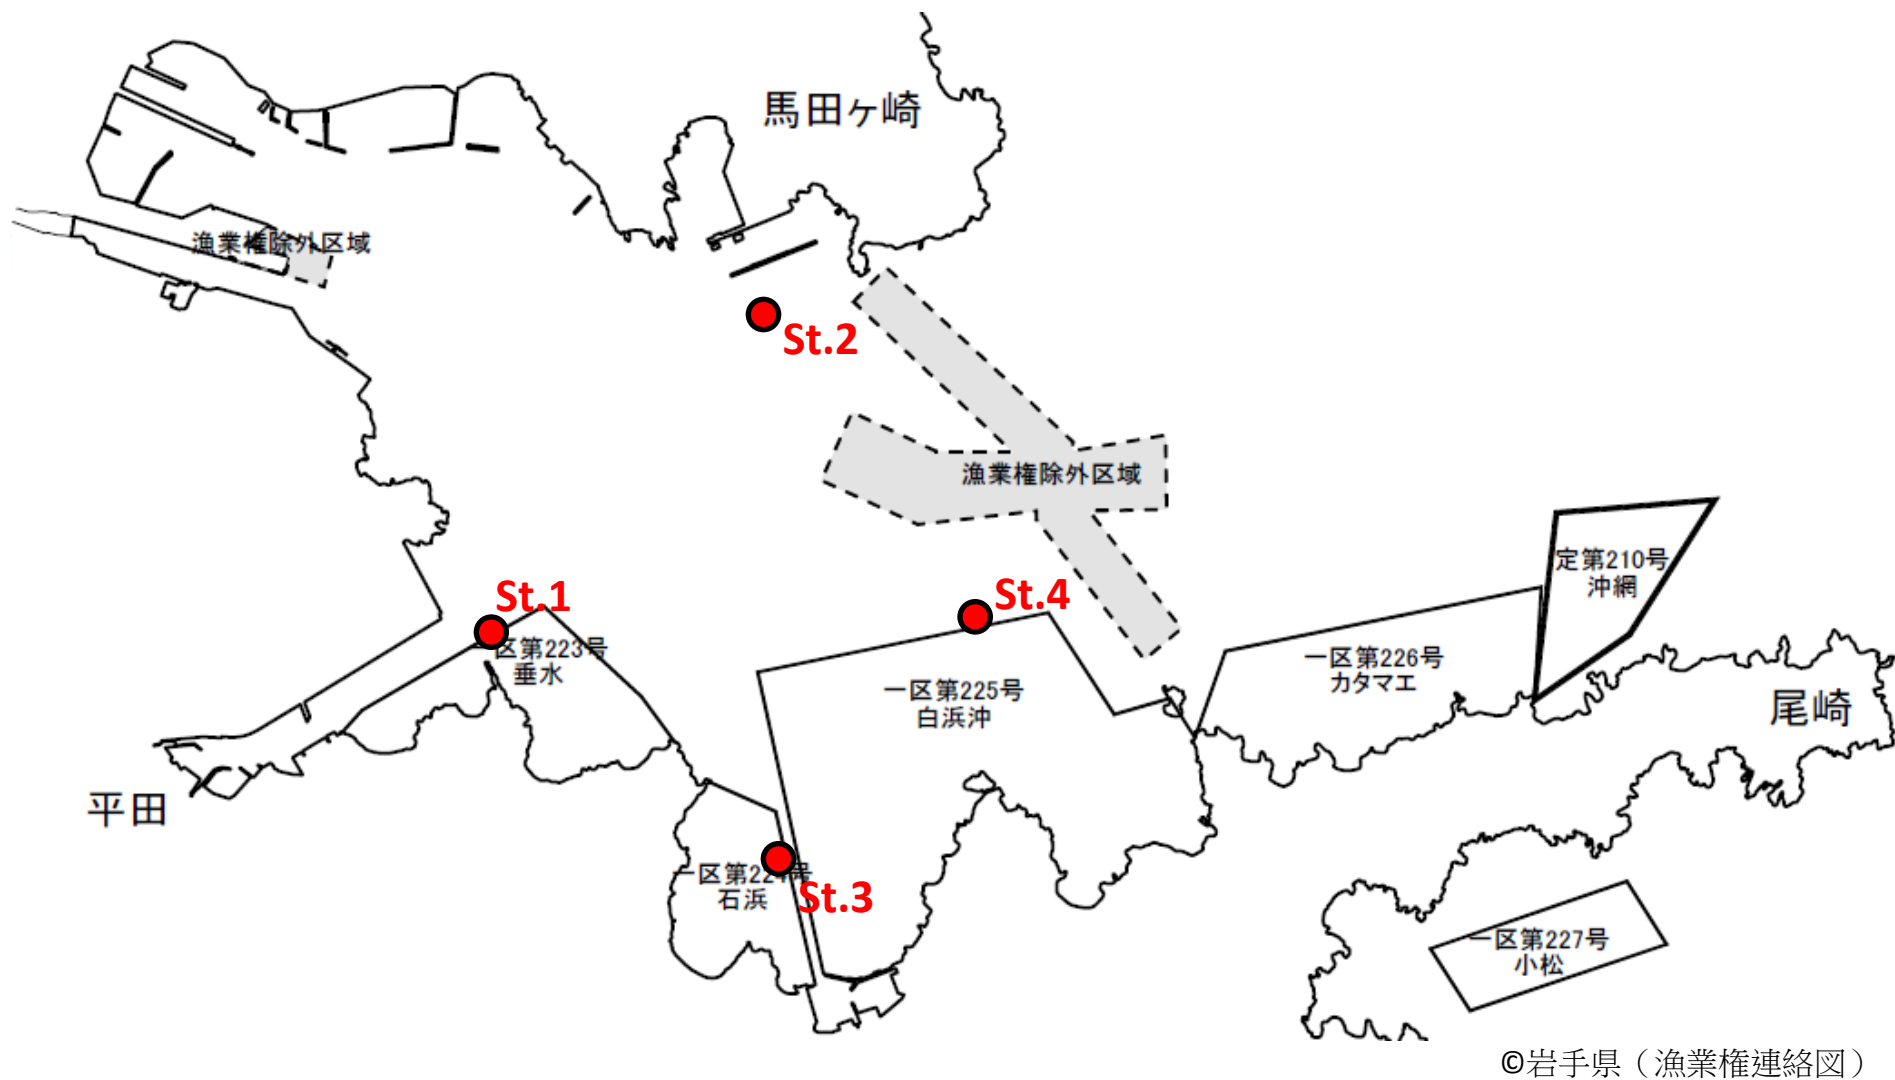 馬田ヶ崎
漁業権除外区域
St.2
漁業権除外区域
定第210号
沖網
St.1
St.4
区第223号
垂水
一区第225号
白浜沖
一区第226号
カタマエ
尾崎
平田
一区第224号
石浜
St.3
一区第227号
小松
©岩手県（漁業権連絡図）